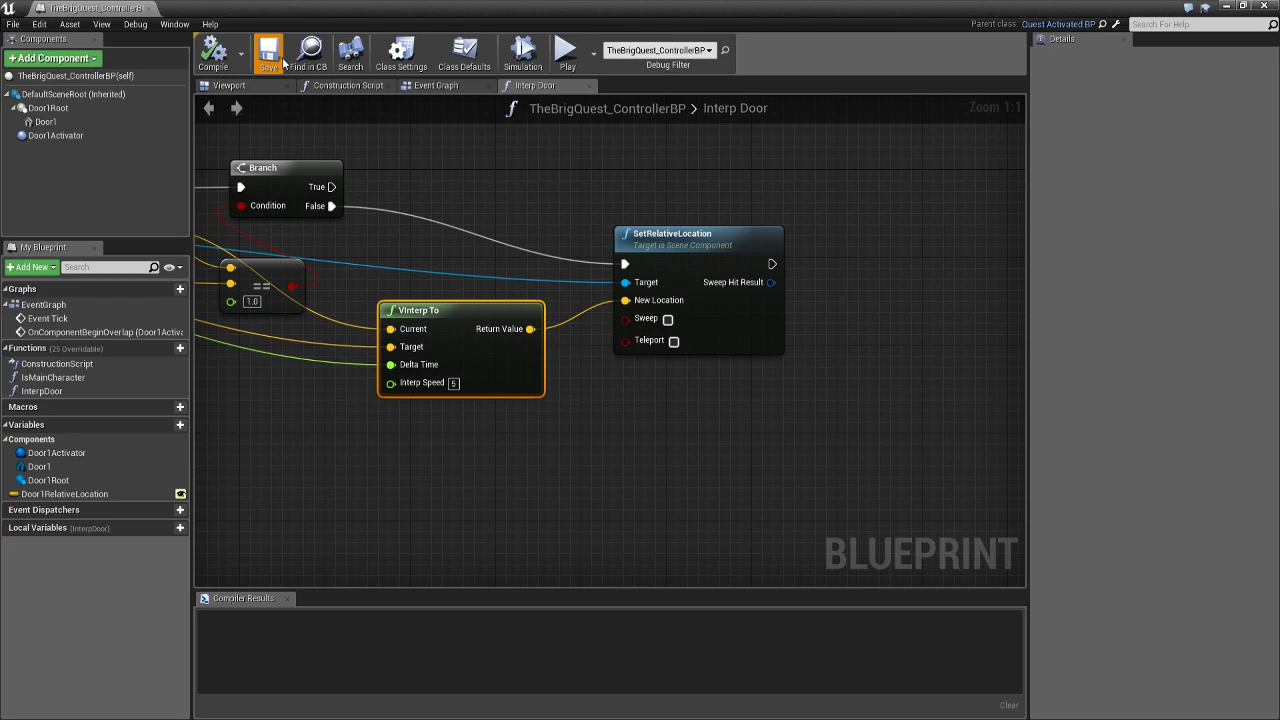 TheBrigQuest_ControllerBP
File Edit Asset View Debug Window Help
Parent class: Quest Activated BP
Search For Help
Components
+Add Component
TheBrigQuest_ControllerBP(self)
DefaultSceneRoot (Inherited)
Door1Root
Door1
Door1Activator
My Blueprint
+Add New
Search
Graphs
EventGraph
Event Tick
OnComponentBeginOverlap (Door1Activa
Functions (25 Overridable)
ConstructionScript
IsMainCharacter
InterpDoor
Macros
Variables
Components
Door1Activator
Door1
Door1Root
Door1RelativeLocation
Event Dispatchers
Local Variables (InterpDoor)
Compile
Save
Find in CB
Search
Class Settings
Class Defaults
Simulation
Play
TheBrigQuest_ControllerBP
Debug Filter
Viewport
Construction Script
Event Graph
Interp Door
TheBrigQuest_ControllerBP > Interp Door
Zoom 1:1
Branch
True
Condition False
==
1.0
VInterp To
Current Return Value
Target
Delta Time
Interp Speed 5
SetRelativeLocation
Target is Scene Component
Target Sweep Hit Result
New Location
Sweep
Teleport
BLUEPRINT
Compiler Results
Clear
Details